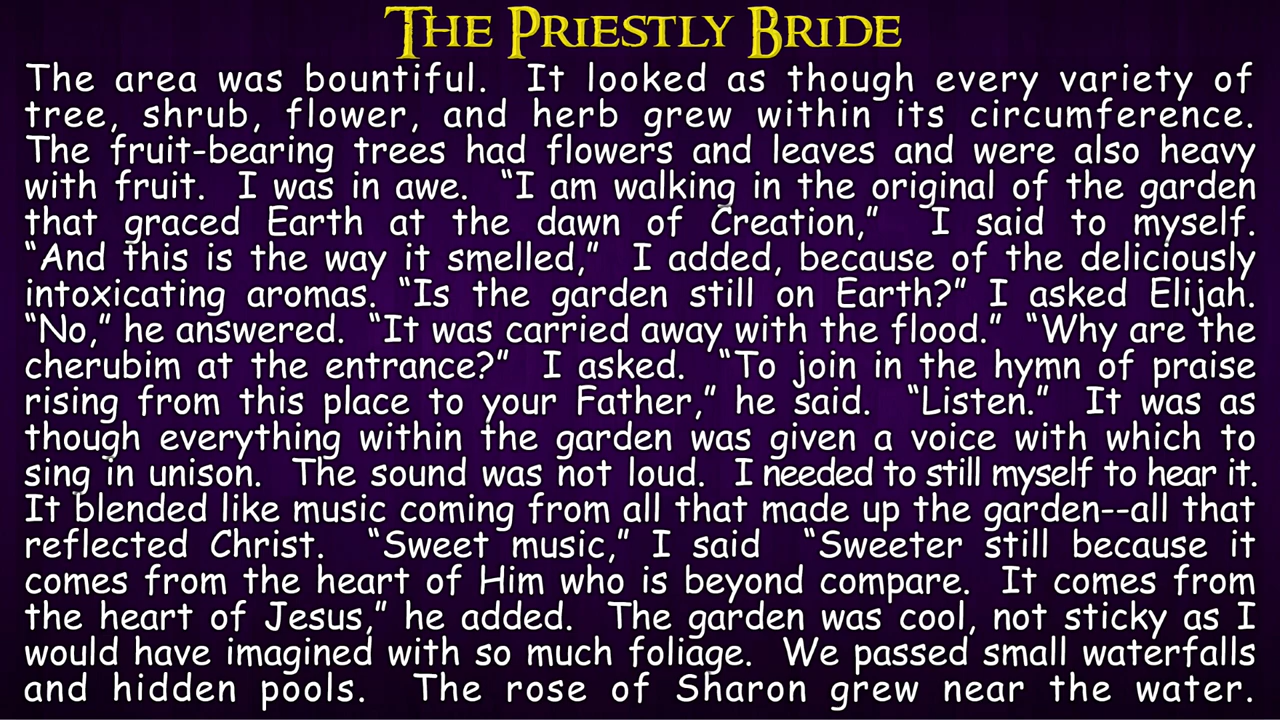 The Priestly Bride
The area was bountiful. It looked as though every variety of
tree, shrub, flower, and herb grew within its circumference.
The fruit-bearing trees had flowers and leaves and were also heavy
with fruit. I was in awe. “I am walking in the original of the garden
that graced Earth at the dawn of Creation,” I said to myself.
“And this is the way it smelled,” I added, because of the deliciously
intoxicating aromas. “Is the garden still on Earth?” I asked Elijah.
“No,” he answered. “It was carried away with the flood.” “Why are the
cherubim at the entrance?” I asked. “To join in the hymn of praise
rising from this place to your Father,” he said. “Listen.” It was as
though everything within the garden was given a voice with which to
sing in unison. The sound was not loud. I needed to still myself to hear it.
It blended like music coming from all that made up the garden--all that
reflected Christ. “Sweet music,” I said “Sweeter still because it
comes from the heart of Him who is beyond compare. It comes from
the heart of Jesus,” he added. The garden was cool, not sticky as I
would have imagined with so much foliage. We passed small waterfalls
and hidden pools. The rose of Sharon grew near the water.